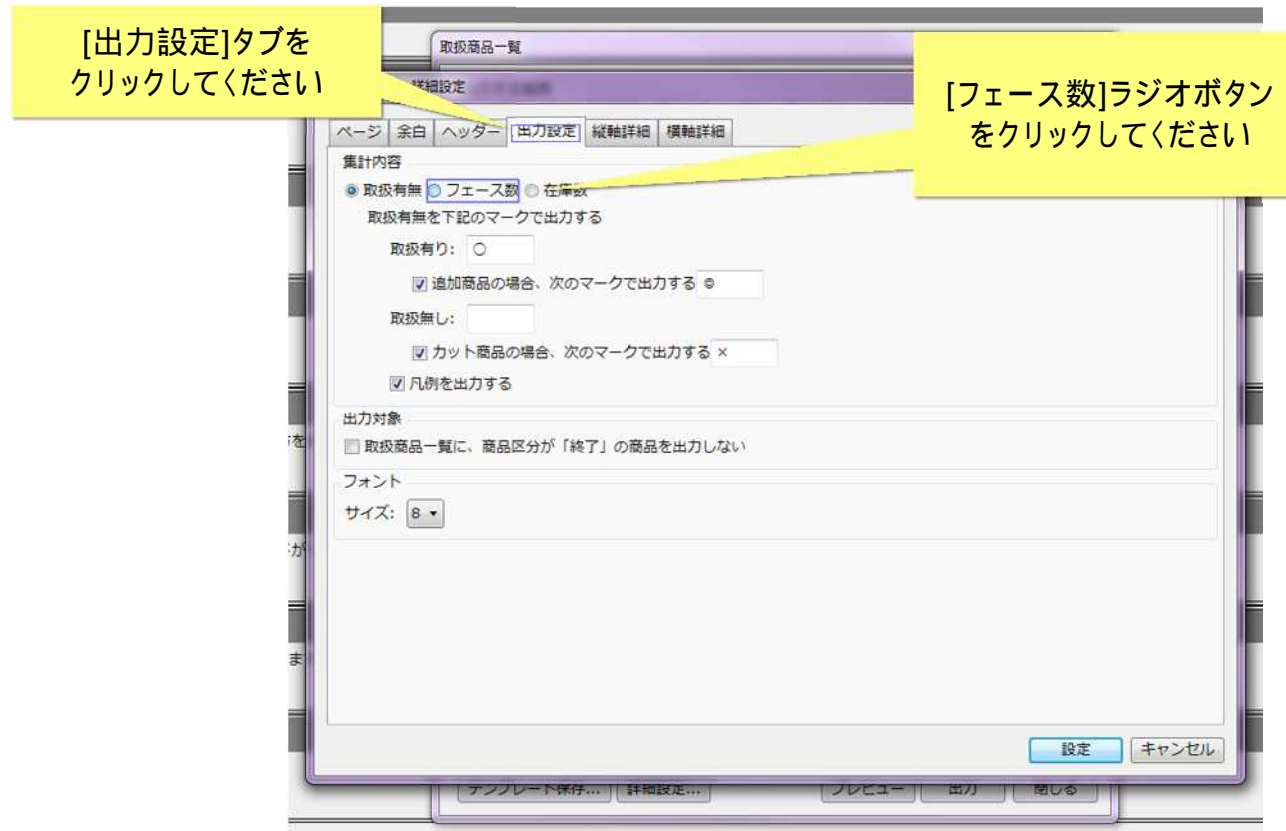 [出力設定]タブを
クリックしてください
[フェース数]ラジオボタン
をクリックしてください
取扱商品一覧
詳細設定
ページ 余白 ヘッダー 出力設定 縦軸詳細 横軸詳細
集計内容
取扱有無 フェース数 在庫数
取扱有無を下記のマークで出力する
取扱有り: ○
追加商品の場合、次のマークで出力する ◎
取扱無し:
カット商品の場合、次のマークで出力する ×
凡例を出力する
出力対象
を
取扱商品一覧に、商品区分が「終了」の商品を出力しない
フォント
サイズ: 8
が
ま
設定 キャンセル
テンプレート保存... 詳細設定... プレビュー 出力 閉じる